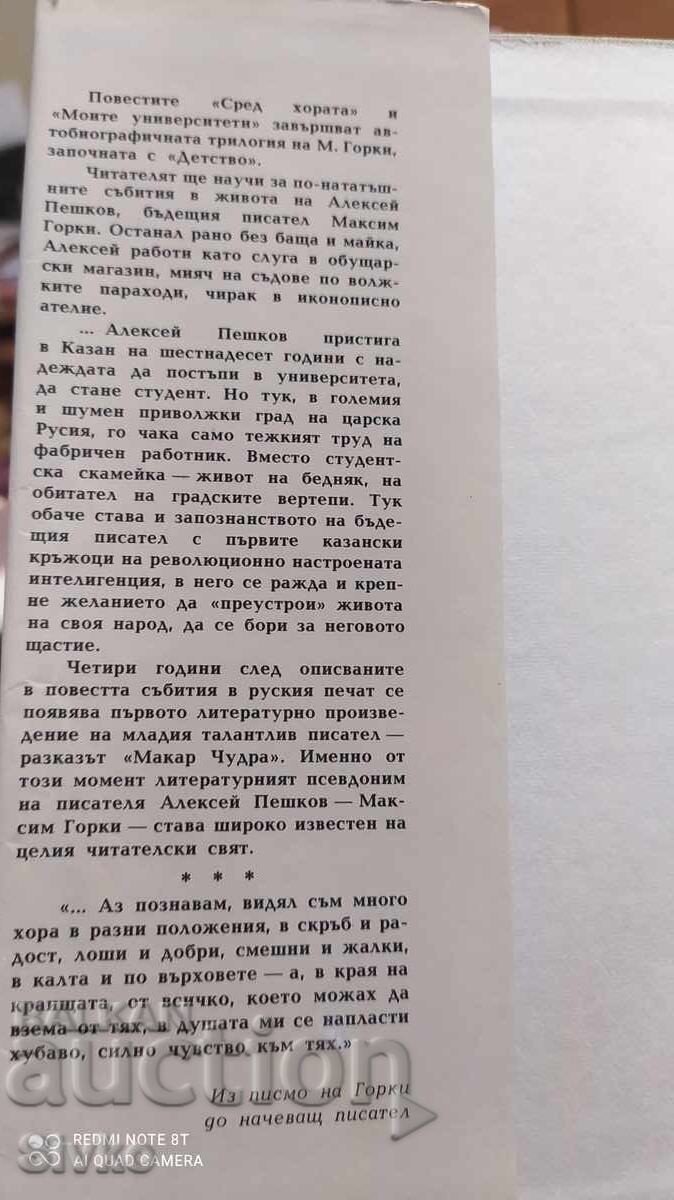 Повестите «Сред хората» и
«Моите университети» завършват ав-
тобиографичната трилогия на М. Горки,
започната с «Детство».
Читателят ще научи за по-нататъш-
ните събития в живота на Алексей
Пешков, бъдещия писател Максим
Горки. Останал рано без баща и майка,
Алексей работи като слуга в обущар-
ски магазин, мияч на съдове по волж-
ките параходи, чирак в иконописно
ателие.
... Алексей Пешков пристига
в Казан на шестнадесет години с на-
деждата да постъпи в университета,
да стане студент. Но тук, в големия
и шумен приволжки град на царска
Русия, го чака само тежкият труд на
фабричен работник. Вместо студент-
ска скамейка — живот на бедняк, на
обитател на градските вертепи. Тук
обаче става и запознанството на бъде-
щия писател с първите казански
кръжоци на революционно настроената
интелигенция, в него се ражда и креп-
не желанието да «преустрои» живота
на своя народ, да се бори за неговото
щастие.
Четири години след описваните
в повестта събития в руския печат се
появява първото литературно произве-
дение на младия талантлив писател —
разказът «Макар Чудра». Именно от
този момент литературният псевдоним
на писателя Алексей Пешков — Мак-
сим Горки — става широко известен на
целия читателски свят.
* * *
«... Аз познавам, видял съм много
хора в разни положения, в скръб и ра-
дост, лоши и добри, смешни и жалки,
в калта и по върховете — а, в края на
краищата, от всичко, което можах да
взема от тях, в душата ми се напласти
хубаво, силно чувство към тях.»
Из писмо на Горки
до начеващ писател
BALKAN
auction
REDMI NOTE 8T
AI QUAD CAMERA